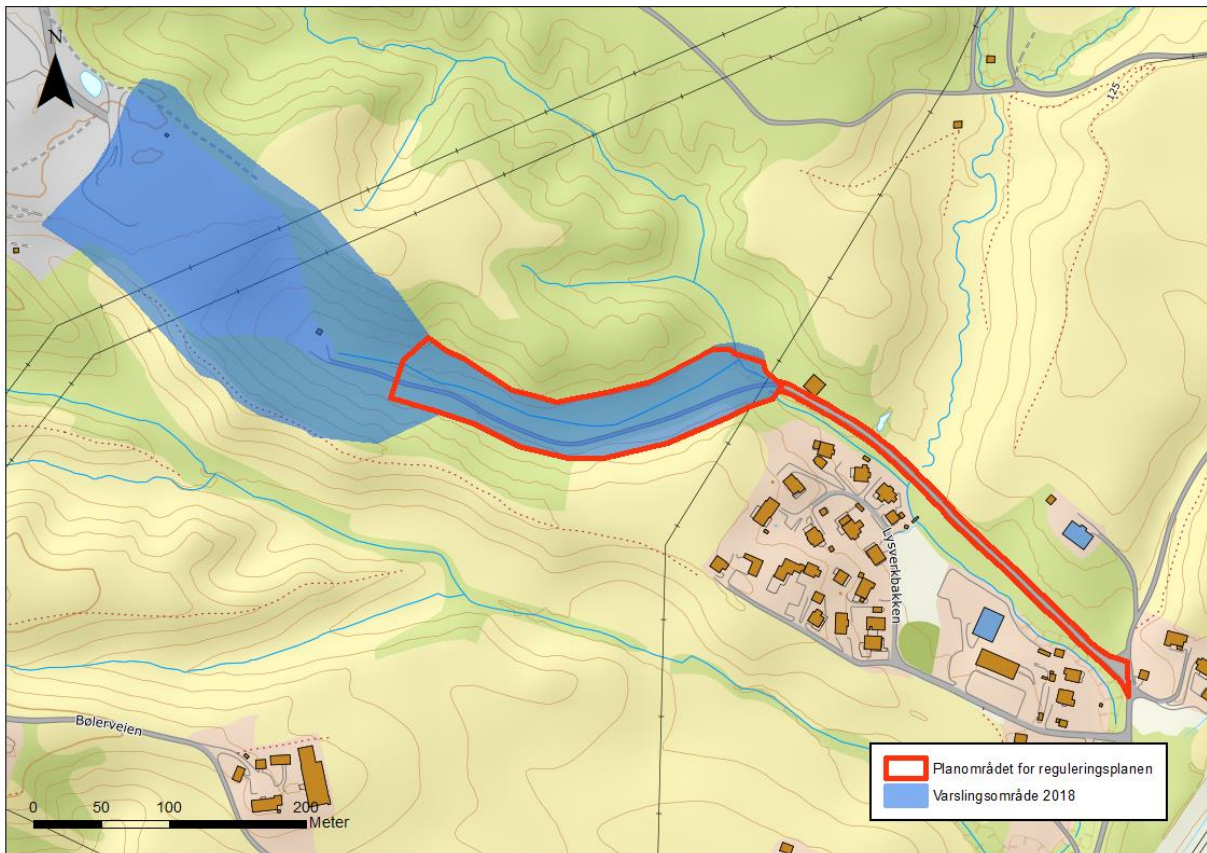 N
125
Lysverkbakken
Bølerveien
0 50 100 200
Meter
Planområdet for reguleringsplanen
Varslingsområde 2018